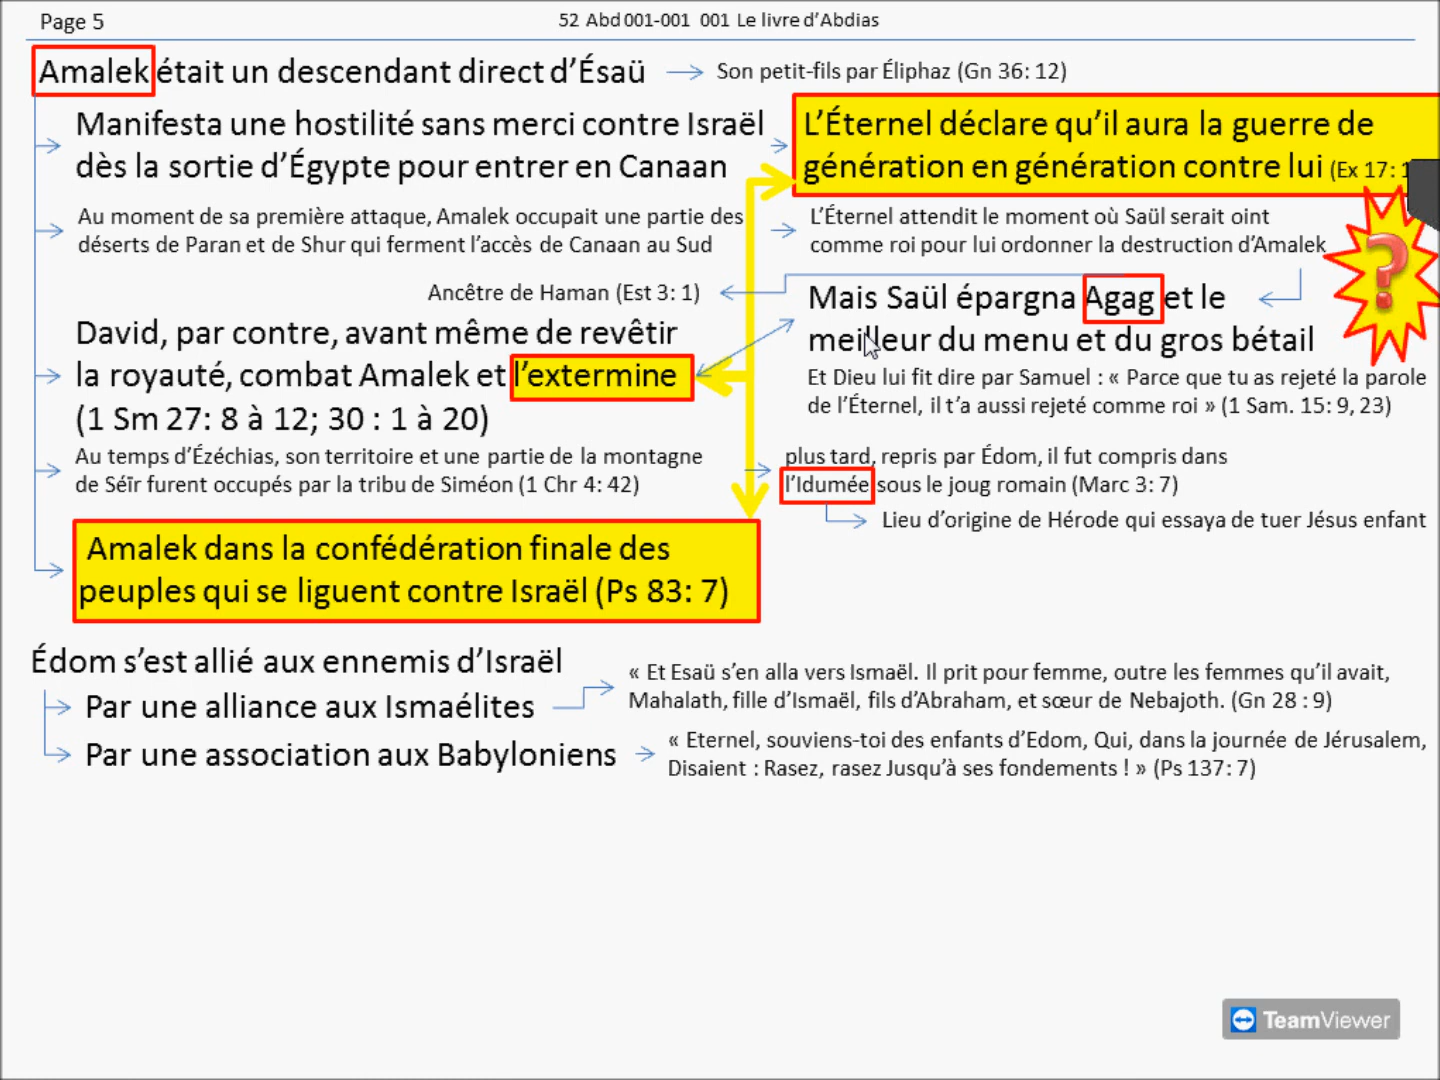 Page 5
52 Abd 001-001 001 Le livre d'Abdias
Amalek était un descendant direct d'Ésaü
Son petit-fils par Éliphaz (Gn 36: 12)
Manifesta une hostilité sans merci contre Israël
dès la sortie d'Égypte pour entrer en Canaan
L'Éternel déclare qu'il aura la guerre de
génération en génération contre lui (Ex 17:
Au moment de sa première attaque, Amalek occupait une partie des
déserts de Paran et de Shur qui ferment l'accès de Canaan au Sud
L'Éternel attendit le moment où Saül serait oint
comme roi pour lui ordonner la destruction d'Amalek
?
Ancêtre de Haman (Est 3: 1)
Mais Saül épargna Agag et le
meilleur du menu et du gros bétail
David, par contre, avant même de revêtir
la royauté, combat Amalek et l'extermine
(1 Sm 27: 8 à 12; 30 : 1 à 20)
Et Dieu lui fit dire par Samuel : « Parce que tu as rejeté la parole
de l'Éternel, il t'a aussi rejeté comme roi » (1 Sam. 15: 9, 23)
Au temps d'Ézéchias, son territoire et une partie de la montagne
de Séïr furent occupés par la tribu de Siméon (1 Chr 4: 42)
plus tard, repris par Édom, il fut compris dans
l'Idumée sous le joug romain (Marc 3: 7)
Lieu d'origine de Hérode qui essaya de tuer Jésus enfant
Amalek dans la confédération finale des
peuples qui se liguent contre Israël (Ps 83: 7)
Édom s'est allié aux ennemis d'Israël
Par une alliance aux Ismaélites
« Et Esaü s'en alla vers Ismaël. Il prit pour femme, outre les femmes qu'il avait,
Mahalath, fille d'Ismaël, fils d'Abraham, et sœur de Nebajoth. (Gn 28 : 9)
Par une association aux Babyloniens
« Eternel, souviens-toi des enfants d'Edom, Qui, dans la journée de Jérusalem,
Disaient : Rasez, rasez Jusqu'à ses fondements ! » (Ps 137: 7)
TeamViewer